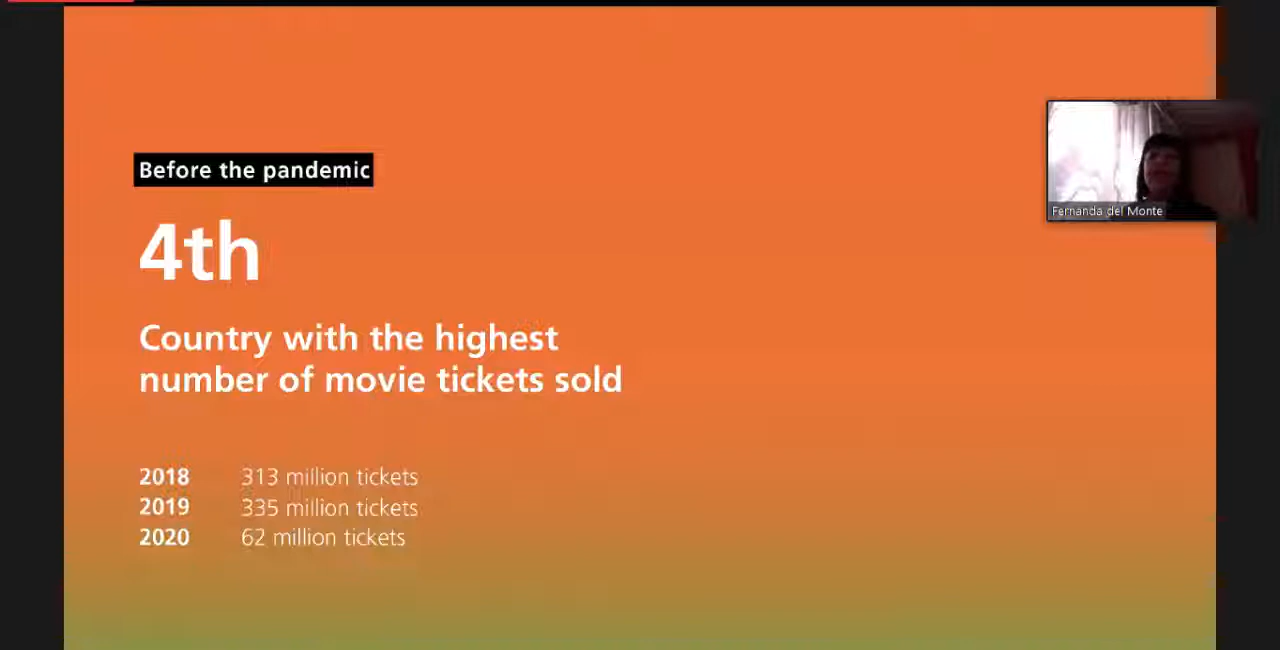 Before the pandemic
4th
Country with the highest
number of movie tickets sold
2018 313 million tickets
2019 335 million tickets
2020 62 million tickets
Fernanda del Monte